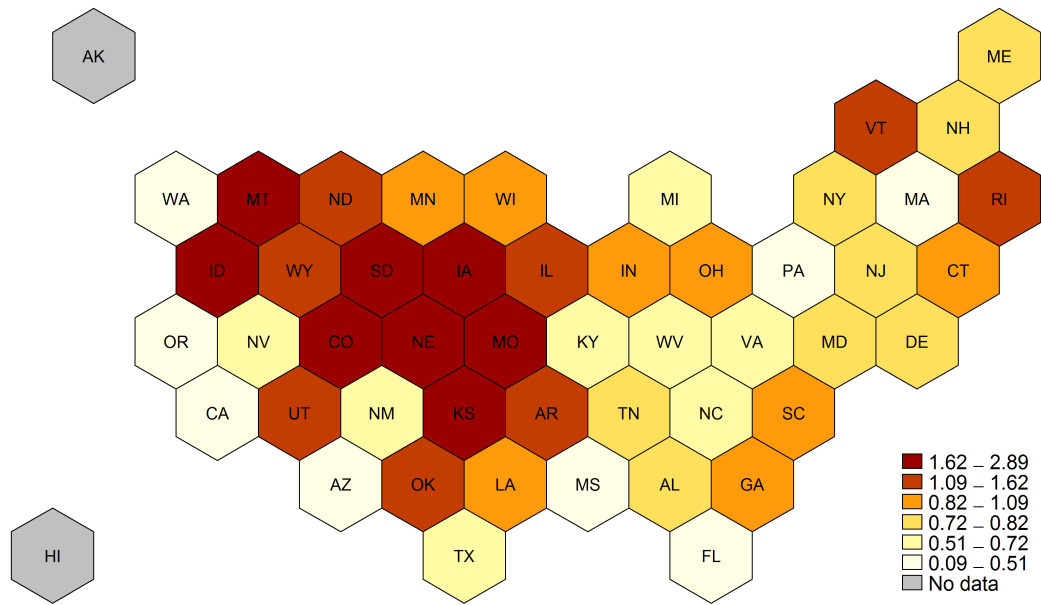 AK
ME
VT NH
WA MT ND MN WI MI NY MA RI
ID WY SD IA IL IN OH PA NJ CT
OR NV CO NE MO KY WV VA MD DE
CA UT NM KS AR TN NC SC
AZ OK LA MS AL GA
HI TX FL
1.62 – 2.89
1.09 – 1.62
0.82 – 1.09
0.72 – 0.82
0.51 – 0.72
0.09 – 0.51
No data